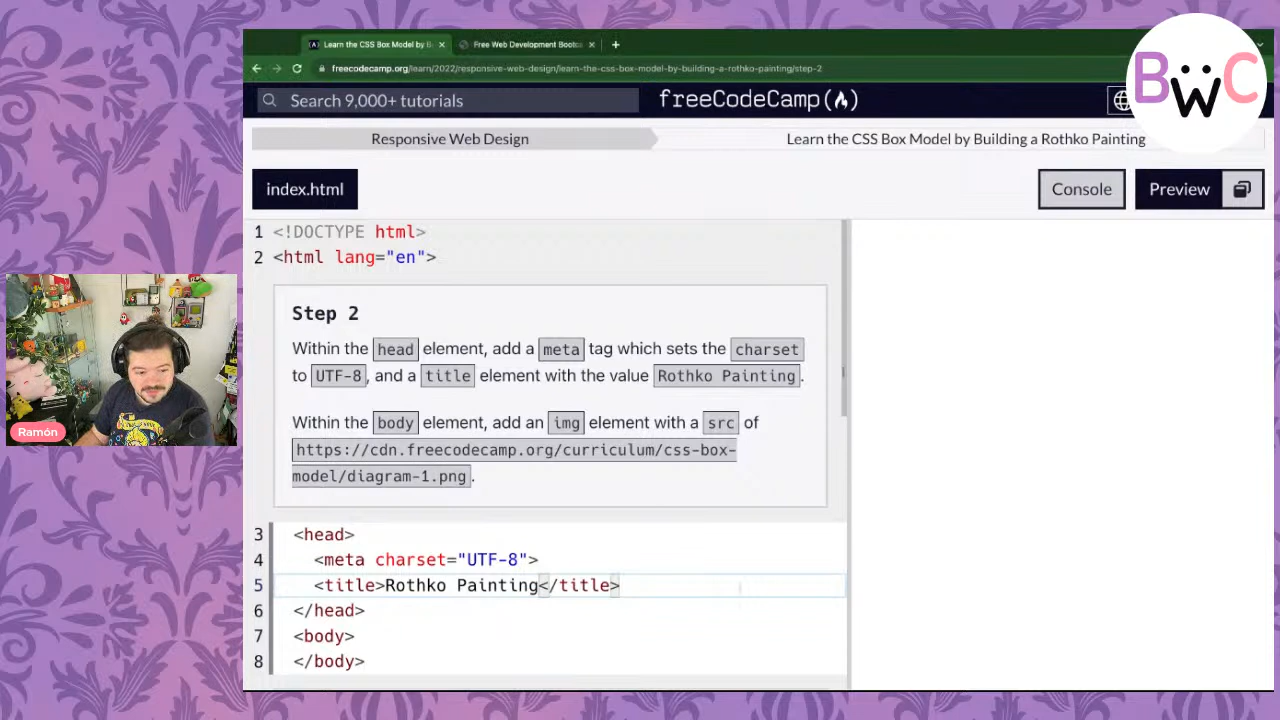 Learn the CSS Box Model by B
Free Web Development Bootca
freecodecamp.org/learn/2022/responsive-web-design/learn-the-css-box-model-by-building-a-rothko-painting/step-2
BWC
Search 9,000+ tutorials
freeCodeCamp
Responsive Web Design
Learn the CSS Box Model by Building a Rothko Painting
index.html
Console
Preview
1 <!DOCTYPE html>
2 <html lang="en">
Step 2
Within the head element, add a meta tag which sets the charset
to UTF-8, and a title element with the value Rothko Painting.
Within the body element, add an img element with a src of
https://cdn.freecodecamp.org/curriculum/css-box-
model/diagram-1.png.
3 <head>
4 <meta charset="UTF-8">
5 <title>Rothko Painting</title>
6 </head>
7 <body>
8 </body>
Ramón